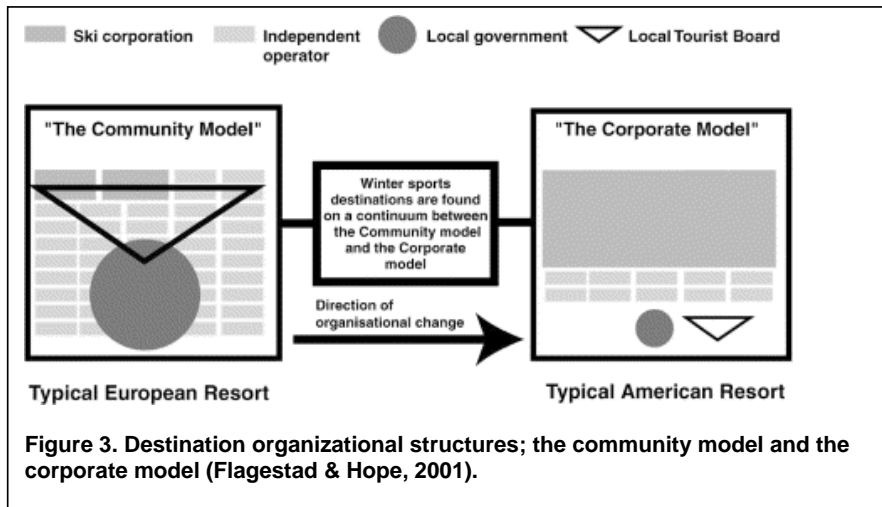 Ski corporation Independent operator Local government Local Tourist Board
"The Community Model"
Winter sports
destinations are found
on a continuum between
the Community model
and the Corporate
model
Direction of
organisational change
"The Corporate Model"
Typical European Resort
Typical American Resort
Figure 3. Destination organizational structures; the community model and the
corporate model (Flagestad & Hope, 2001).